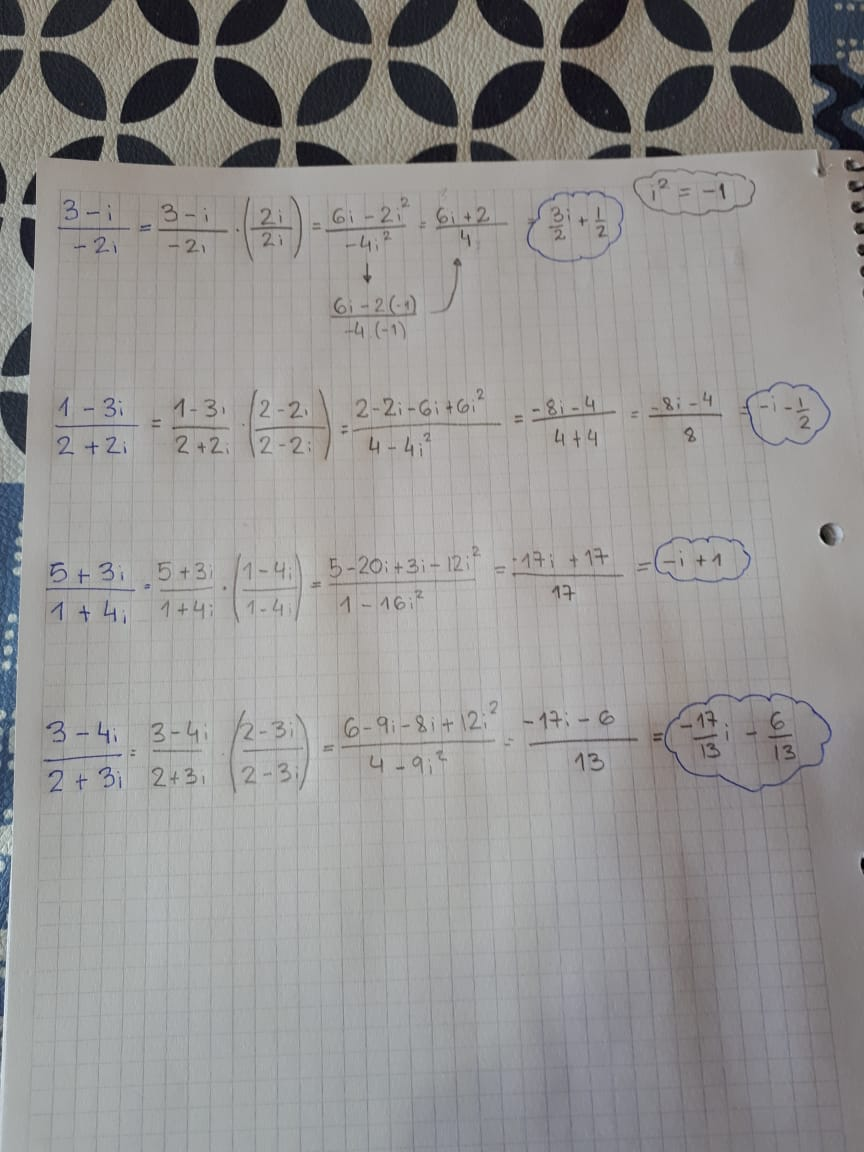 i² = -1
3-i/-2i = 3-i/-2i · (2i/2i) = 6i-2i²/-4i² = 6i+2/4 = 3/2 i + 1/2
↓
6i-2(-1)/-4(-1)
1-3i/2+2i = 1-3i/2+2i · (2-2i/2-2i) = 2-2i-6i+6i²/4-4i² = -8i-4/4+4 = -8i-4/8 = -i-1/2
5+3i/1+4i = 5+3i/1+4i · (1-4i/1-4i) = 5-20i+3i-12i²/1-16i² = -17i+17/17 = -i+1
3-4i/2+3i = 3-4i/2+3i · (2-3i/2-3i) = 6-9i-8i+12i²/4-9i² = -17i-6/13 = -17/13 i - 6/13